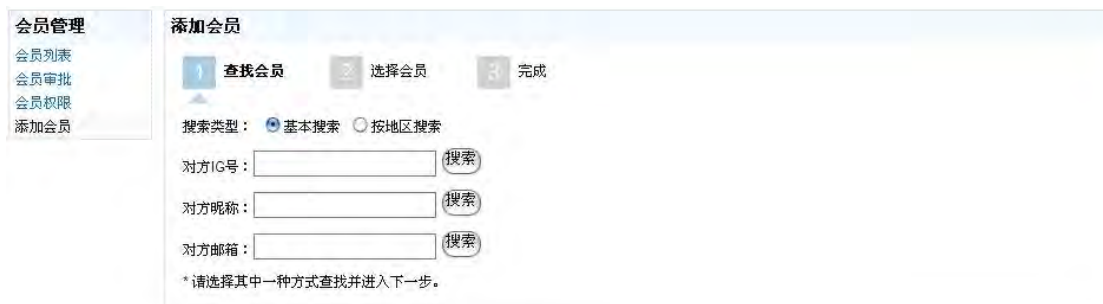 会员管理
会员列表
会员审批
会员权限
添加会员
添加会员
1 查找会员 2 选择会员 3 完成
搜索类型： 基本搜索 按地区搜索
对方IG号： 搜索
对方昵称： 搜索
对方邮箱： 搜索
*请选择其中一种方式查找并进入下一步。